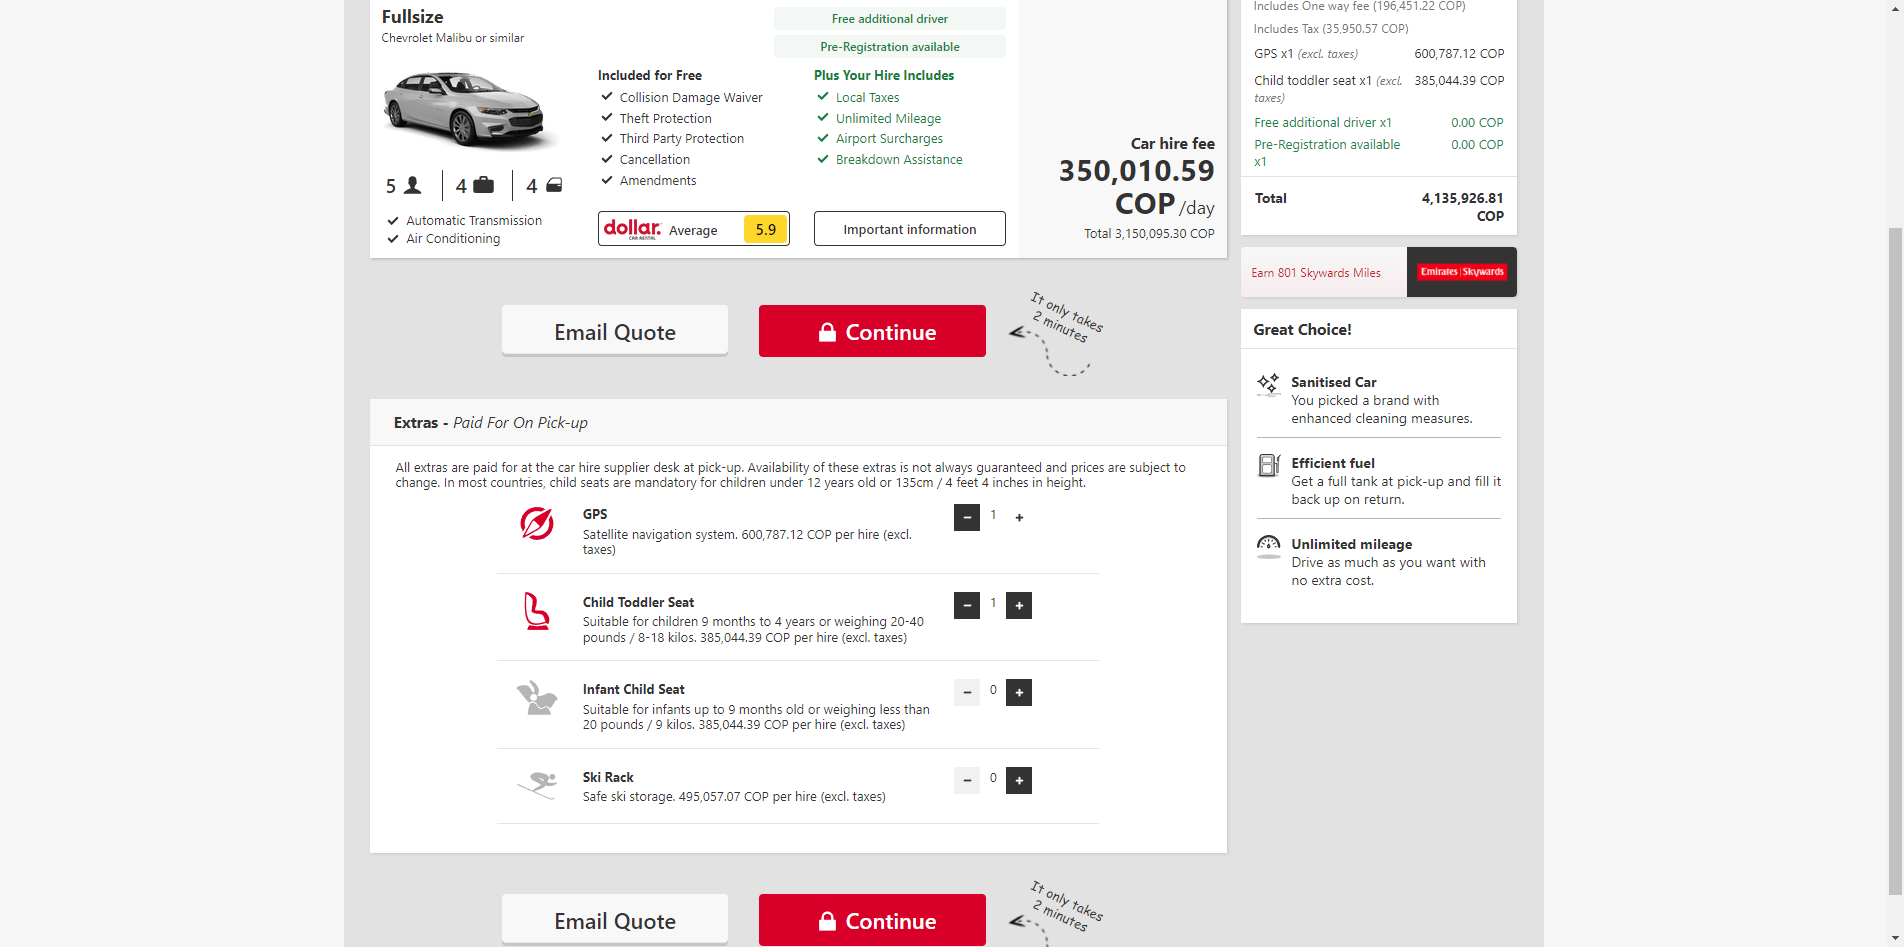 Fullsize
Chevrolet Malibu or similar
Free additional driver
Pre-Registration available
Included for Free
Collision Damage Waiver
Theft Protection
Third Party Protection
Cancellation
Amendments
Plus Your Hire Includes
Local Taxes
Unlimited Mileage
Airport Surcharges
Breakdown Assistance
5
4
4
Automatic Transmission
Air Conditioning
dollar.
CAR RENTAL
Average
5.9
Important information
Car hire fee
350,010.59
COP /day
Total 3,150,095.30 COP
Email Quote
Continue
It only takes
2 minutes
Extras - Paid For On Pick-up
All extras are paid for at the car hire supplier desk at pick-up. Availability of these extras is not always guaranteed and prices are subject to
change. In most countries, child seats are mandatory for children under 12 years old or 135cm / 4 feet 4 inches in height.
GPS
Satellite navigation system. 600,787.12 COP per hire (excl.
taxes)
- 1 +
Child Toddler Seat
Suitable for children 9 months to 4 years or weighing 20-40
pounds / 8-18 kilos. 385,044.39 COP per hire (excl. taxes)
- 1 +
Infant Child Seat
Suitable for infants up to 9 months old or weighing less than
20 pounds / 9 kilos. 385,044.39 COP per hire (excl. taxes)
- 0 +
Ski Rack
Safe ski storage. 495,057.07 COP per hire (excl. taxes)
- 0 +
Email Quote
Continue
It only takes
2 minutes
Includes One way fee (196,451.22 COP)
Includes Tax (35,950.57 COP)
GPS x1 (excl. taxes) 600,787.12 COP
Child toddler seat x1 (excl. 385,044.39 COP
taxes)
Free additional driver x1 0.00 COP
Pre-Registration available 0.00 COP
x1
Total 4,135,926.81
COP
Earn 801 Skywards Miles
Emirates | Skywards
Great Choice!
Sanitised Car
You picked a brand with
enhanced cleaning measures.
Efficient fuel
Get a full tank at pick-up and fill it
back up on return.
Unlimited mileage
Drive as much as you want with
no extra cost.